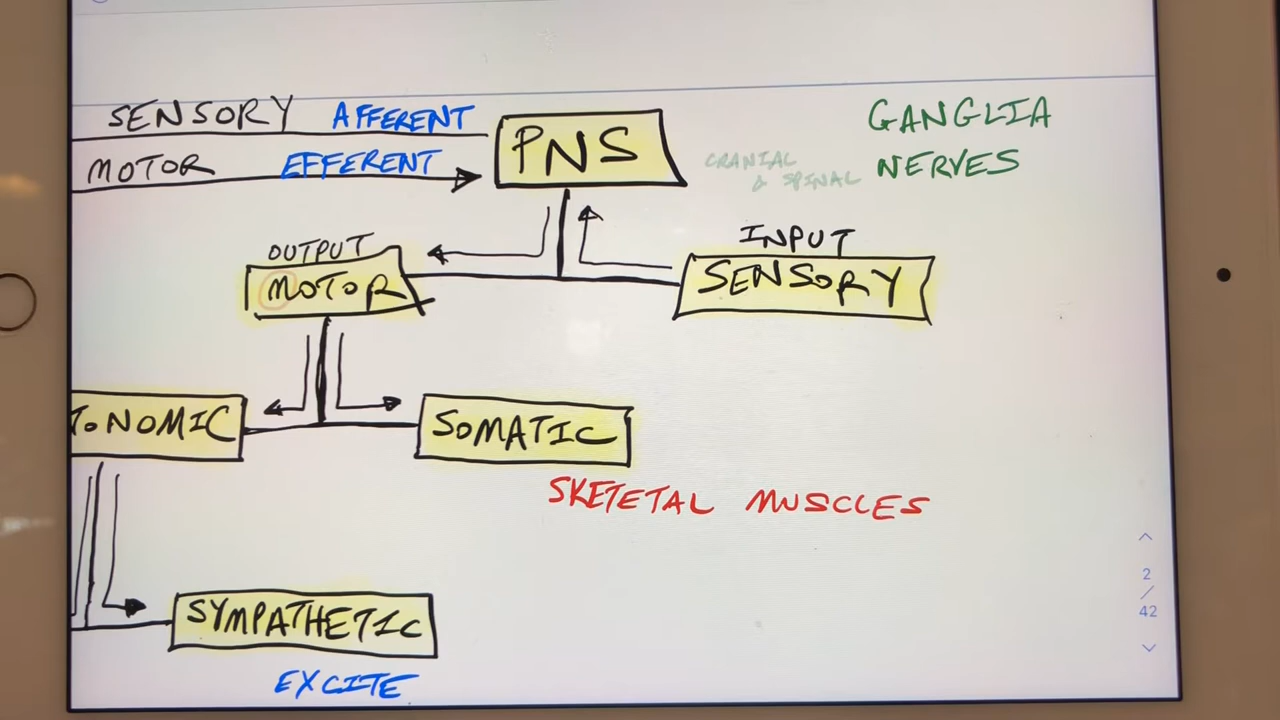 SENSORY AFFERENT
MOTOR EFFERENT
PNS
CRANIAL
& SPINAL
GANGLIA
NERVES
OUTPUT
MOTOR
INPUT
SENSORY
TONOMIC
SOMATIC
SKETETAL MUSCLES
SYMPATHETIC
EXCITE
2
/
42